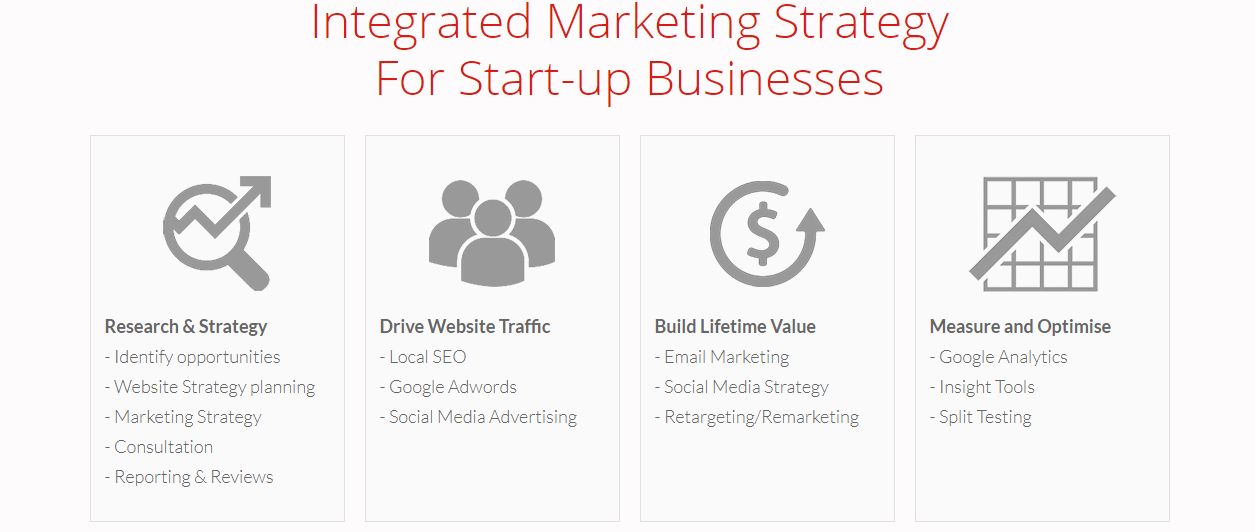 Integrated Marketing Strategy
For Start-up Businesses
Research & Strategy
- Identify opportunities
- Website Strategy planning
- Marketing Strategy
- Consultation
- Reporting & Reviews
Drive Website Traffic
- Local SEO
- Google Adwords
- Social Media Advertising
$
Build Lifetime Value
- Email Marketing
- Social Media Strategy
- Retargeting/Remarketing
Measure and Optimise
- Google Analytics
- Insight Tools
- Split Testing